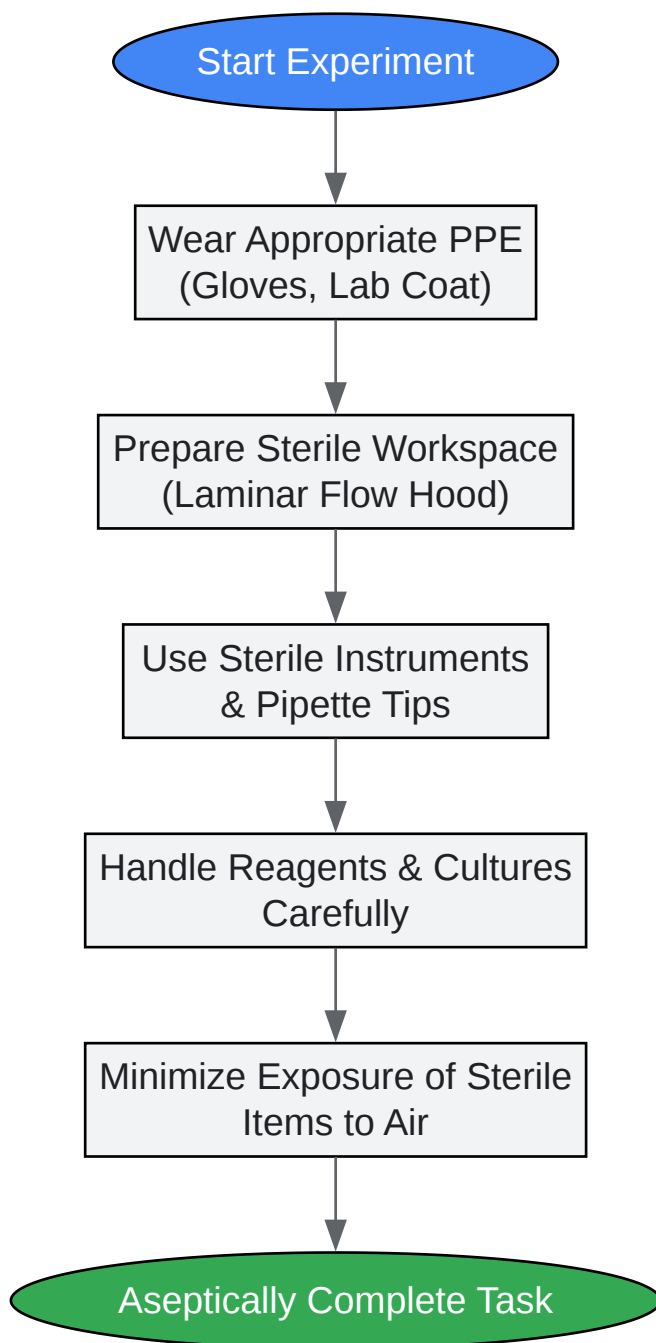 Start Experiment
Wear Appropriate PPE
(Gloves, Lab Coat)
Prepare Sterile Workspace
(Laminar Flow Hood)
Use Sterile Instruments
& Pipette Tips
Handle Reagents & Cultures
Carefully
Minimize Exposure of Sterile
Items to Air
Aseptically Complete Task